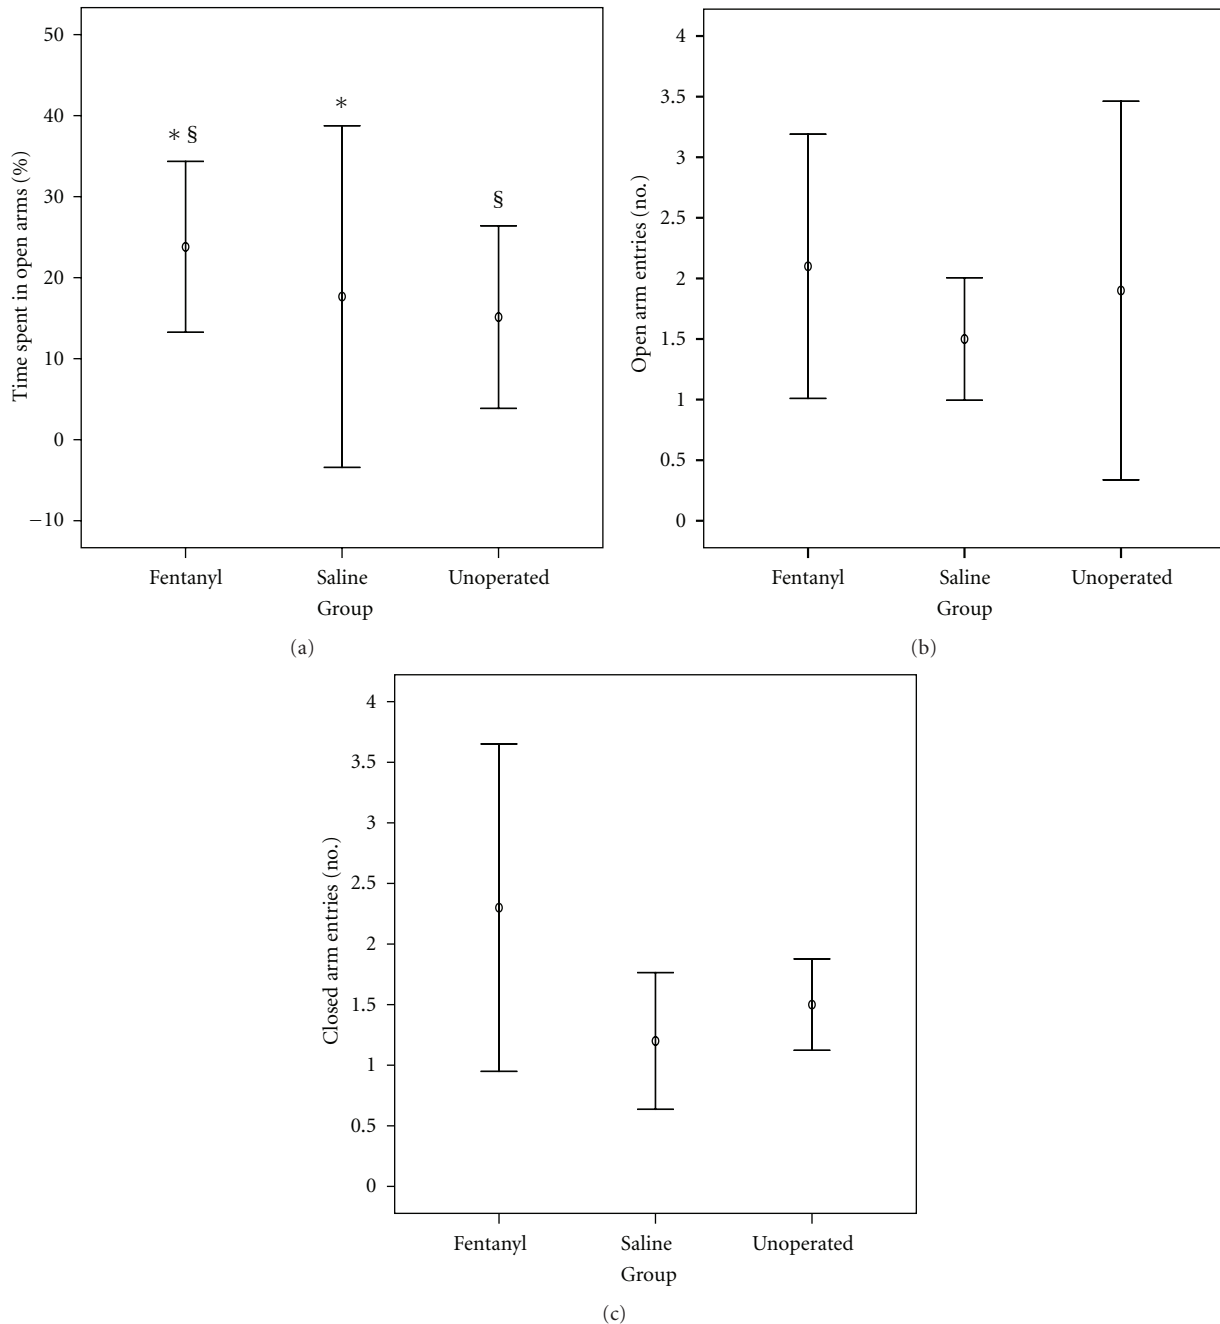 50
40
30
20
10
0
−10
Time spent in open arms (%)
∗ §
∗
§
Fentanyl Saline Unoperated
Group
(a)
4
3.5
3
2.5
2
1.5
1
0.5
0
Open arm entries (no.)
Fentanyl Saline Unoperated
Group
(b)
4
3.5
3
2.5
2
1.5
1
0.5
0
Closed arm entries (no.)
Fentanyl Saline Unoperated
Group
(c)